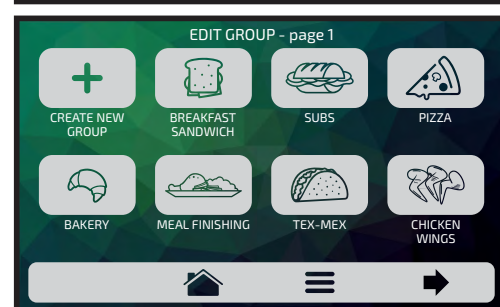 EDIT GROUP - page 1
CREATE NEW
GROUP
BREAKFAST
SANDWICH
SUBS
PIZZA
BAKERY
MEAL FINISHING
TEX-MEX
CHICKEN
WINGS